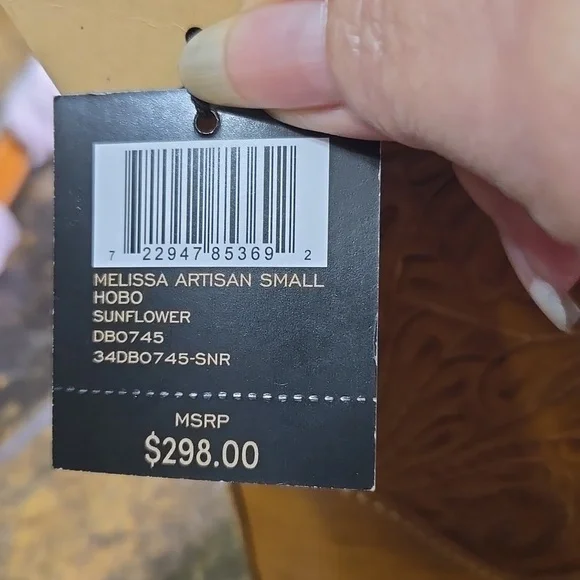 7 22947 85369 2
MELISSA ARTISAN SMALL
HOBO
SUNFLOWER
DB0745
34DB0745-SNR
MSRP
$298.00